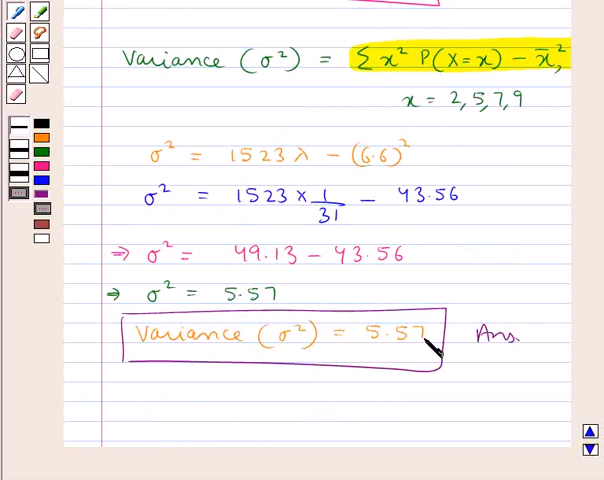 Variance (σ²) = Σ x² P(X=x) - x̄²,
x = 2,5,7,9
σ² = 1523 λ - (6.6)²
σ² = 1523 × 1/31 - 43.56
⇒ σ² = 49.13 - 43.56
⇒ σ² = 5.57
Variance (σ²) = 5.57 Ans.